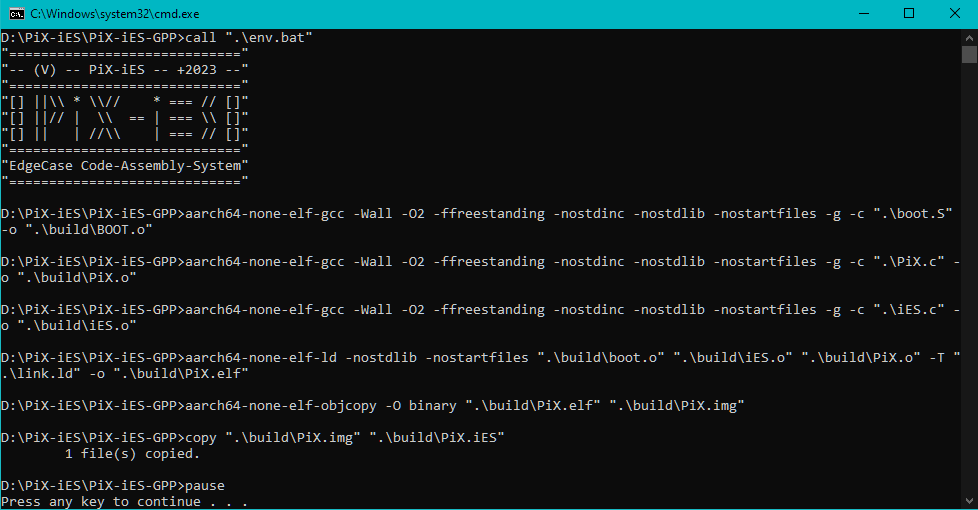 C:\Windows\system32\cmd.exe
D:\PiX-iES\PiX-iES-GPP>call ".\env.bat"
"============================="
"-- (V) -- PiX-iES -- +2023 --"
"============================="
"[] ||\\ * \\//    * === // []"
"[] ||// |  \\  == | === \\ []"
"[] ||   | //\\    | === // []"
"============================="
"EdgeCase Code-Assembly-System"
"============================="
D:\PiX-iES\PiX-iES-GPP>aarch64-none-elf-gcc -Wall -O2 -ffreestanding -nostdinc -nostdlib -nostartfiles -g -c ".\boot.S"
-o ".\build\BOOT.o"
D:\PiX-iES\PiX-iES-GPP>aarch64-none-elf-gcc -Wall -O2 -ffreestanding -nostdinc -nostdlib -nostartfiles -g -c ".\PiX.c" -
o ".\build\PiX.o"
D:\PiX-iES\PiX-iES-GPP>aarch64-none-elf-gcc -Wall -O2 -ffreestanding -nostdinc -nostdlib -nostartfiles -g -c ".\iES.c" -
o ".\build\iES.o"
D:\PiX-iES\PiX-iES-GPP>aarch64-none-elf-ld -nostdlib -nostartfiles ".\build\boot.o" ".\build\iES.o" ".\build\PiX.o" -T "
.\link.ld" -o ".\build\PiX.elf"
D:\PiX-iES\PiX-iES-GPP>aarch64-none-elf-objcopy -O binary ".\build\PiX.elf" ".\build\PiX.img"
D:\PiX-iES\PiX-iES-GPP>copy ".\build\PiX.img" ".\build\PiX.iES"
        1 file(s) copied.
D:\PiX-iES\PiX-iES-GPP>pause
Press any key to continue . . .